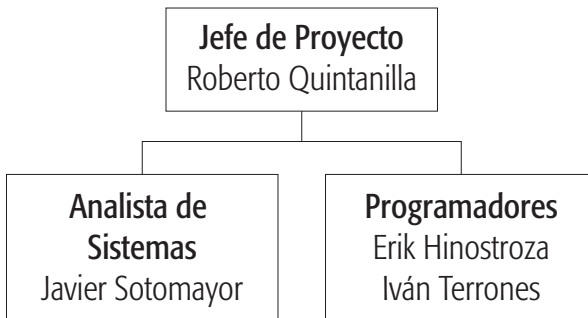 Jefe de Proyecto
Roberto Quintanilla
Analista de
Sistemas
Javier Sotomayor
Programadores
Erik Hinostroza
Iván Terrones